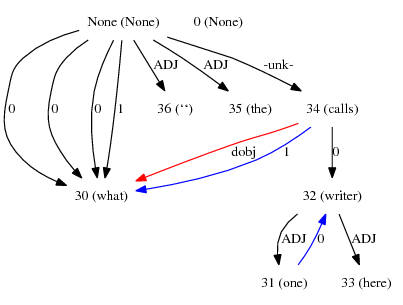 None (None) 0 (None)
ADJ ADJ -unk-
0 0 0 1 36 (``) 35 (the) 34 (calls)
dobj 1 0
30 (what) 32 (writer)
ADJ 0 ADJ
31 (one) 33 (here)